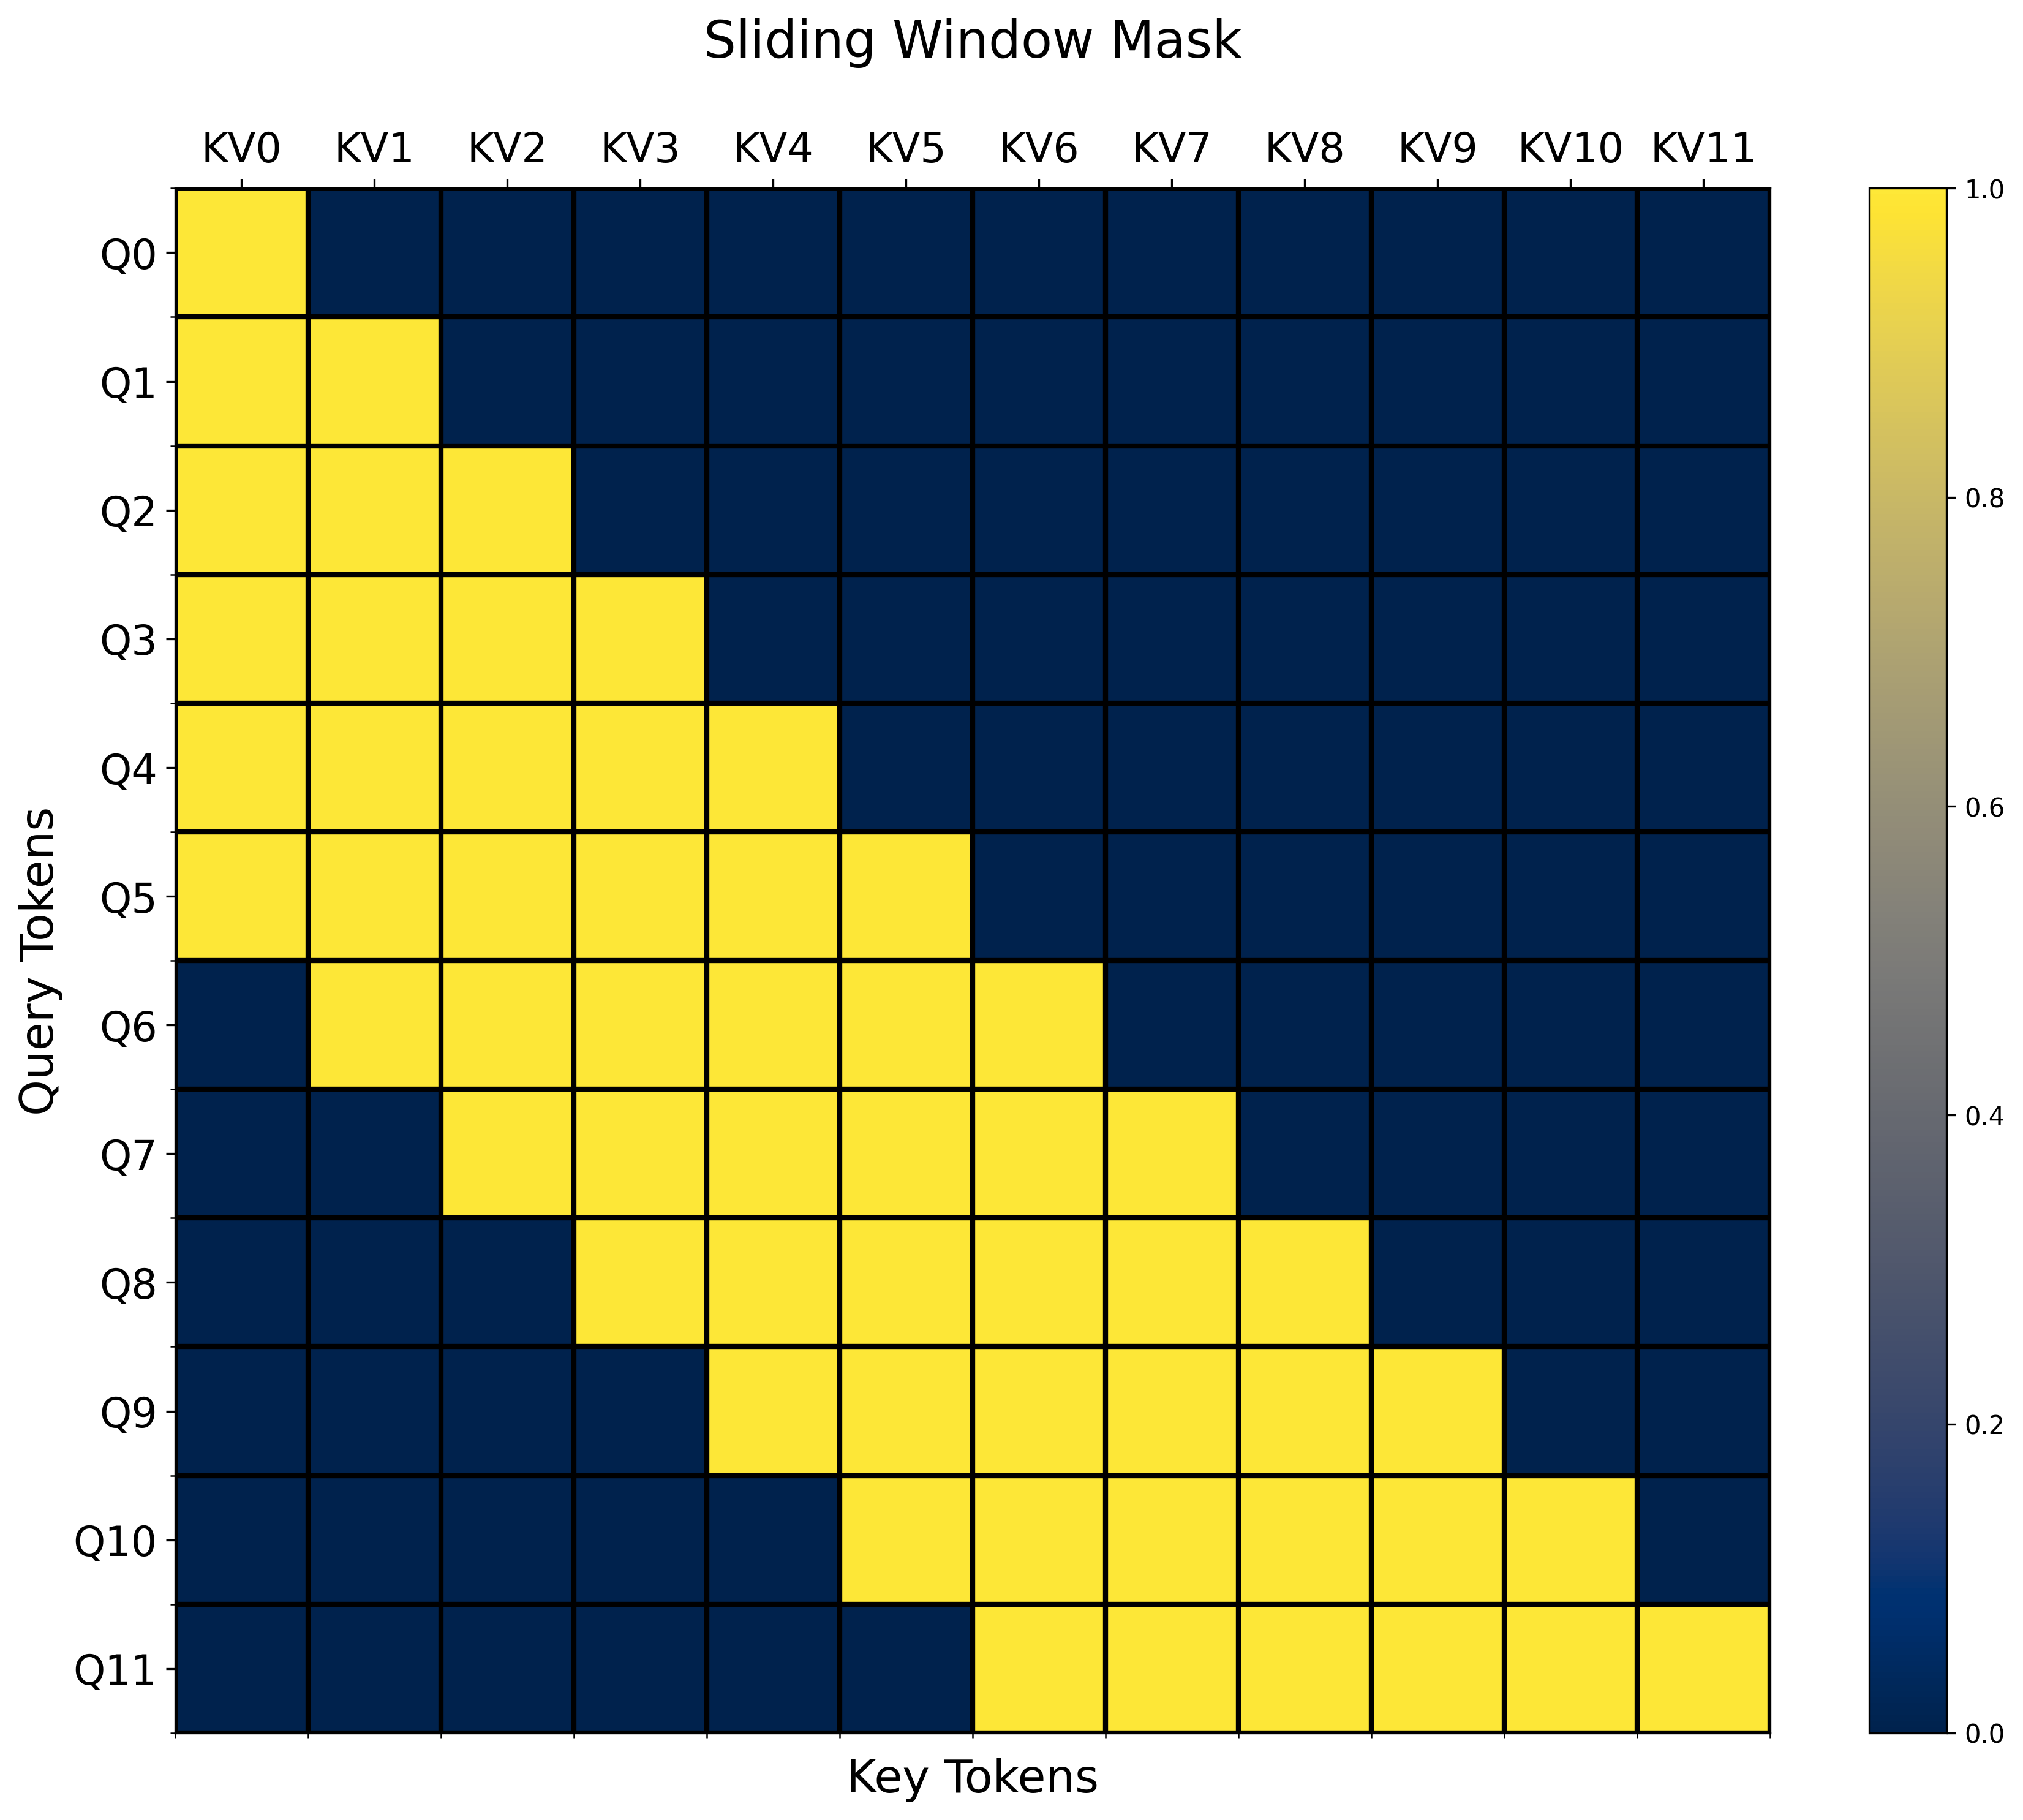 Sliding Window Mask
KV0 KV1 KV2 KV3 KV4 KV5 KV6 KV7 KV8 KV9 KV10 KV11
Q0
Q1
Q2
Q3
Q4
Q5
Q6
Q7
Q8
Q9
Q10
Q11
Query Tokens
Key Tokens
1.0
0.8
0.6
0.4
0.2
0.0